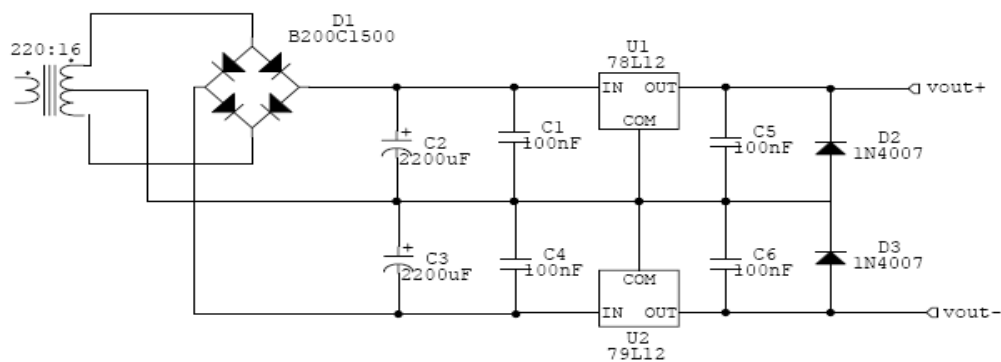 220:16
D1
B200C1500
U1
78L12
IN OUT
COM
vout+
C2
2200uF
C1
100nF
C5
100nF
D2
1N4007
C3
2200uF
C4
100nF
C6
100nF
D3
1N4007
COM
IN OUT
U2
79L12
vout-